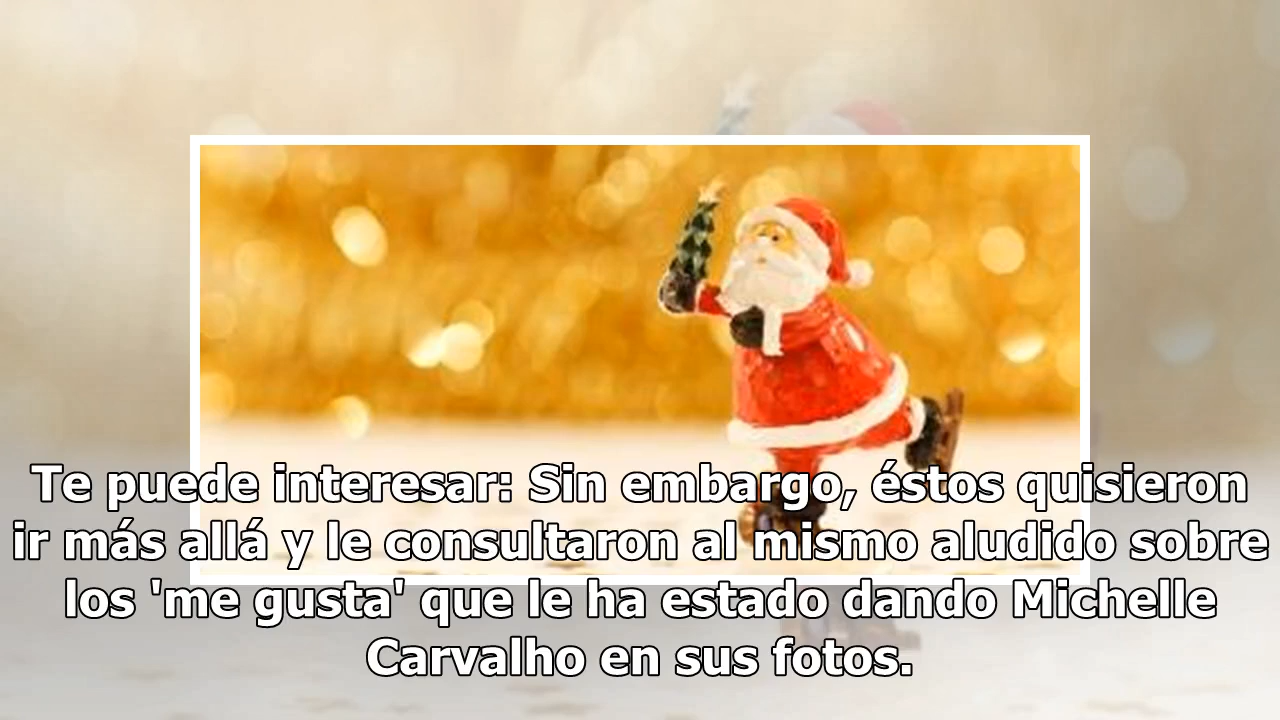 Te puede interesar: Sin embargo, éstos quisieron
ir más allá y le consultaron al mismo aludido sobre
los 'me gusta' que le ha estado dando Michelle
Carvalho en sus fotos.